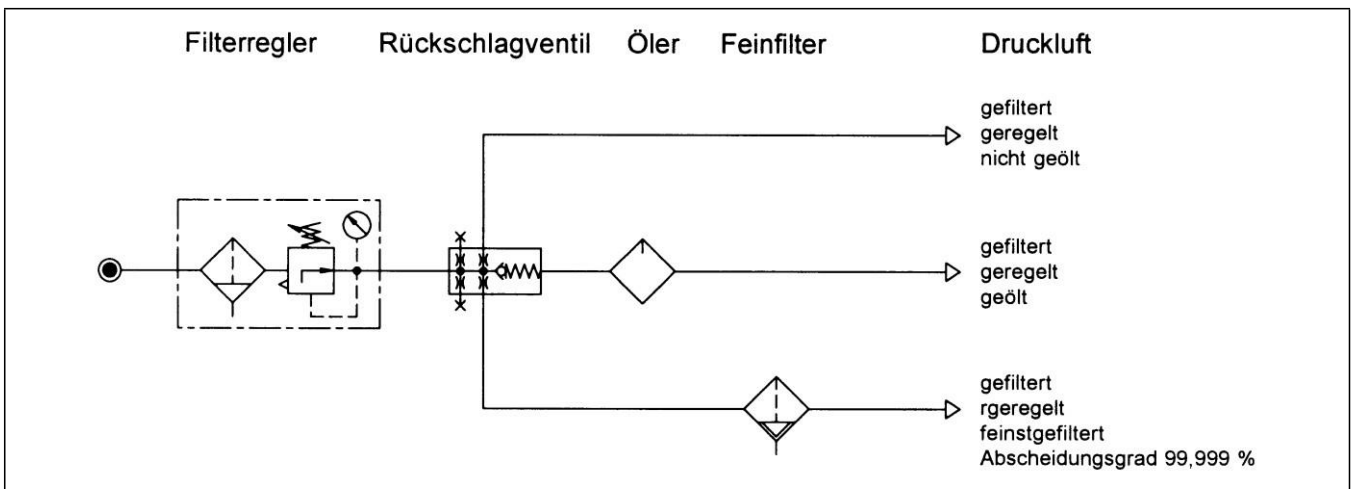 Filterregler Rückschlagventil Öler Feinfilter Druckluft
gefiltert
geregelt
nicht geölt
gefiltert
geregelt
geölt
gefiltert
rgeregelt
feinstgefiltert
Abscheidungsgrad 99,999 %